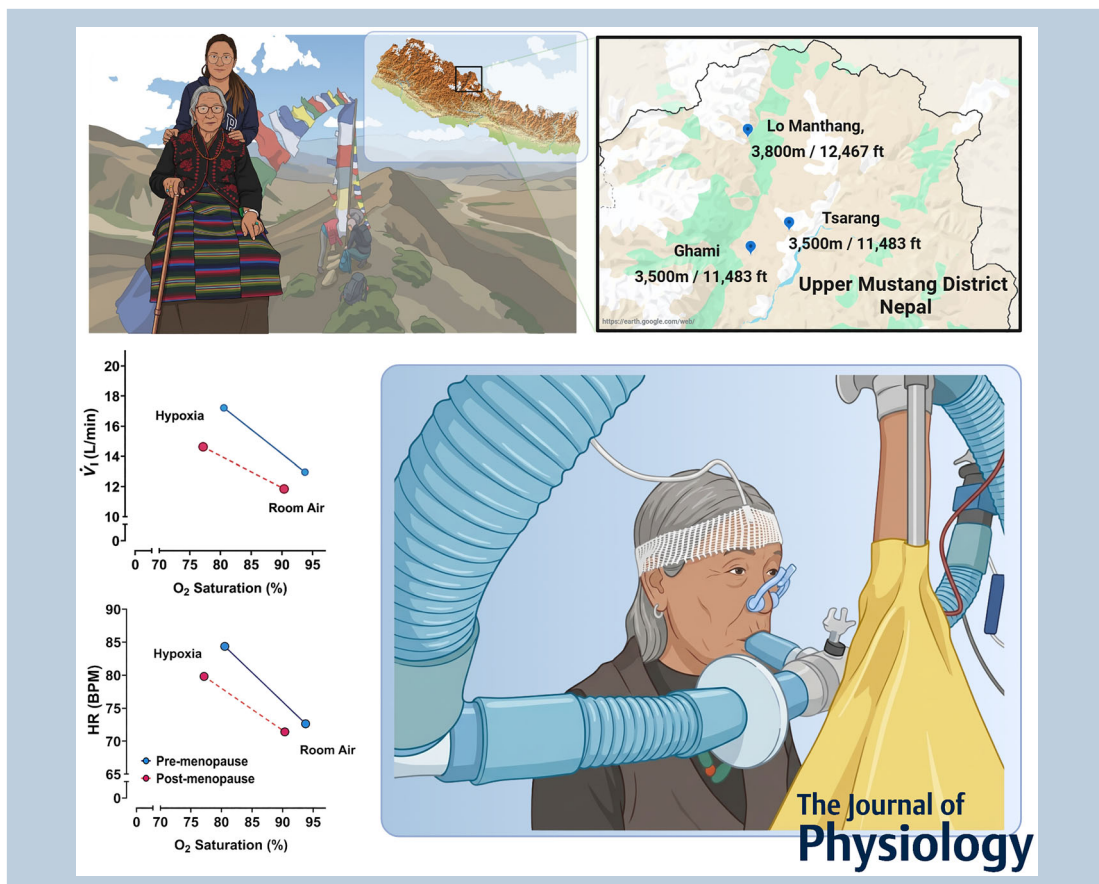 Lo Manthang,
3,800m / 12,467 ft
Tsarang
3,500m / 11,483 ft
Ghami
3,500m / 11,483 ft
Upper Mustang District
Nepal
https://earth.google.com/web/
20
18
16
14
12
10
0
V̇I (L/min)
Hypoxia
Room Air
0 70 75 80 85 90 95
O2 Saturation (%)
90
85
80
75
70
65
0
HR (BPM)
Hypoxia
Room Air
Pre-menopause
Post-menopause
0 70 75 80 85 90 95
O2 Saturation (%)
The Journal of
Physiology